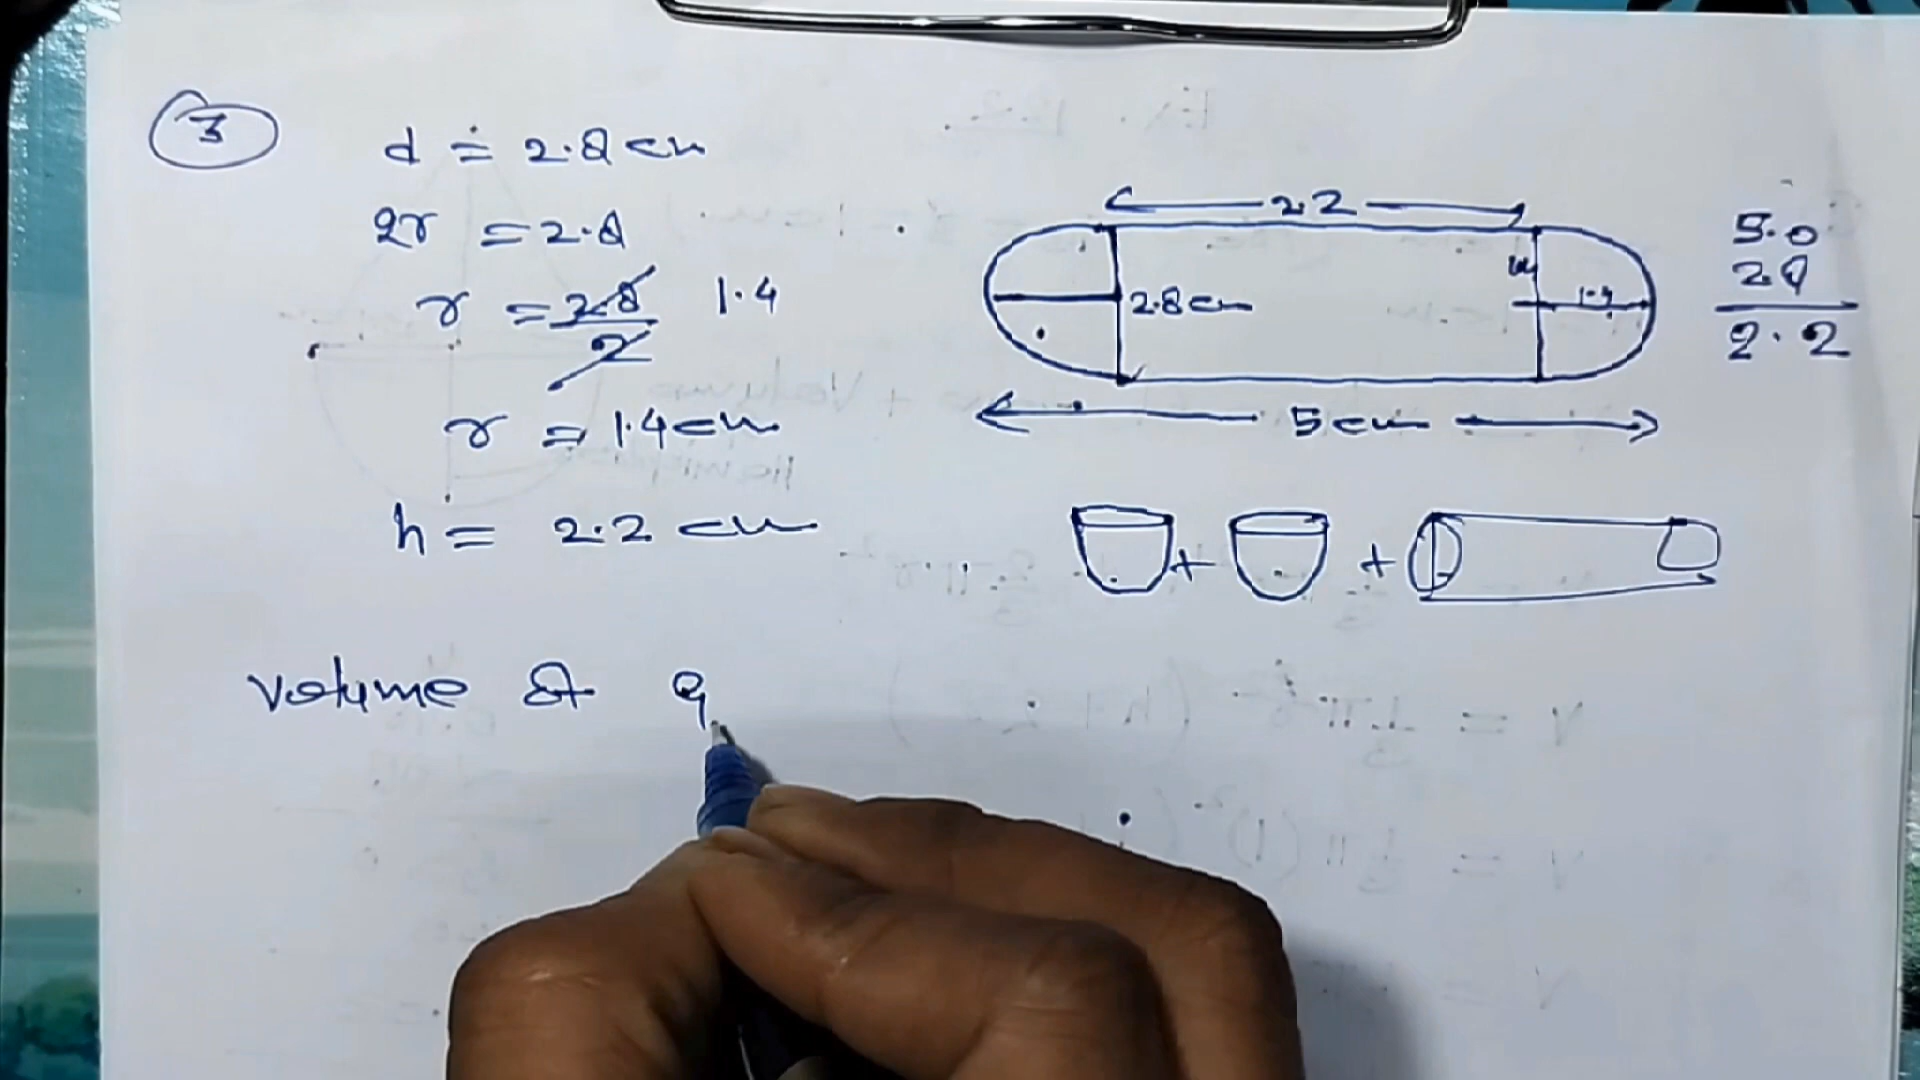 3
d = 2.8 cm
2r = 2.8
r = 2.8 / 2 1.4
r = 1.4 cm
h = 2.2 cm
2.2
2.8 cm
1.4
5 cm
5.0
2.8
2.2
+ +
Volume of